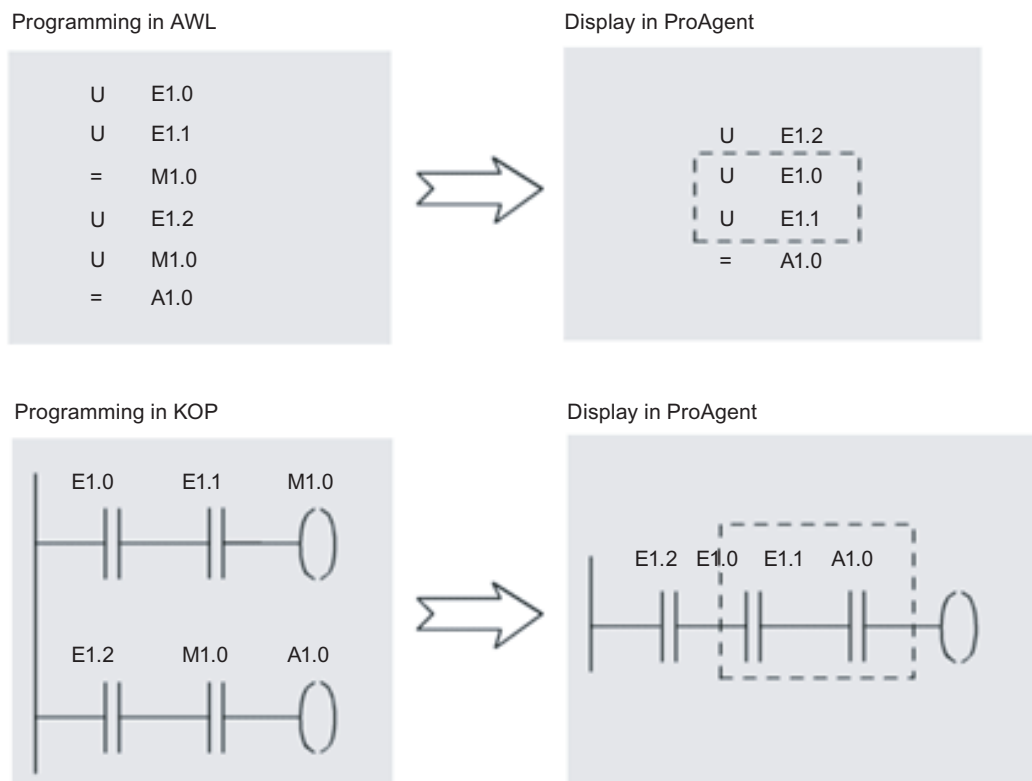 Programming in AWL
U E1.0
U E1.1
= M1.0
U E1.2
U M1.0
= A1.0
Display in ProAgent
U E1.2
U E1.0
U E1.1
= A1.0
Programming in KOP
E1.0 E1.1 M1.0
E1.2 M1.0 A1.0
Display in ProAgent
E1.2 E1.0 E1.1 A1.0